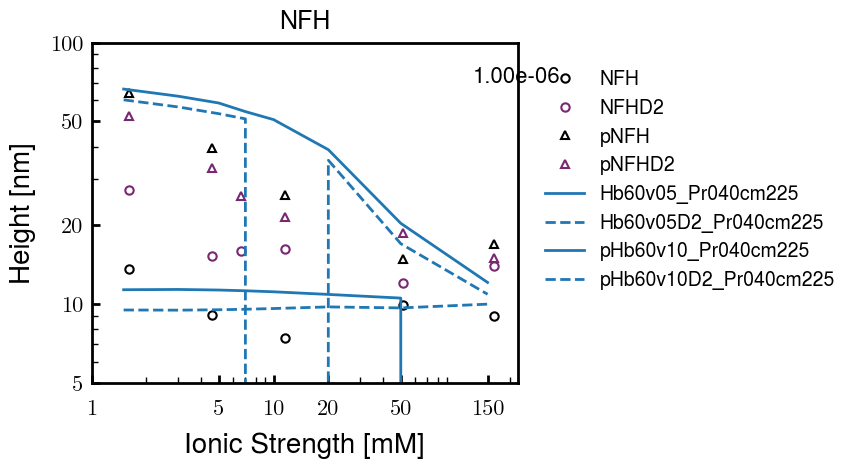 NFH
100
50
20
10
5
1
5
10
20
50
150
Height [nm]
Ionic Strength [mM]
1.00e-06
NFH
NFHD2
pNFH
pNFHD2
Hb60v05_Pr040cm225
Hb60v05D2_Pr040cm225
pHb60v10_Pr040cm225
pHb60v10D2_Pr040cm225